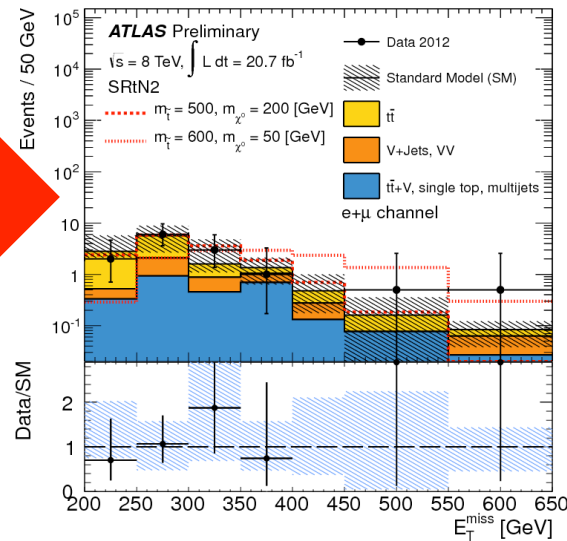 Events / 50 GeV
10⁵
10⁴
10³
10²
10
1
10⁻¹
ATLAS Preliminary
√s = 8 TeV, ∫ L dt = 20.7 fb⁻¹
SRtN2
m_t̃ = 500, m_χ⁰ = 200 [GeV]
m_t̃ = 600, m_χ⁰ = 50 [GeV]
Data 2012
Standard Model (SM)
tt̄
V+Jets, VV
tt̄+V, single top, multijets
e+μ channel
Data/SM
2
1
0
200 250 300 350 400 450 500 550 600 650
E_T^miss [GeV]